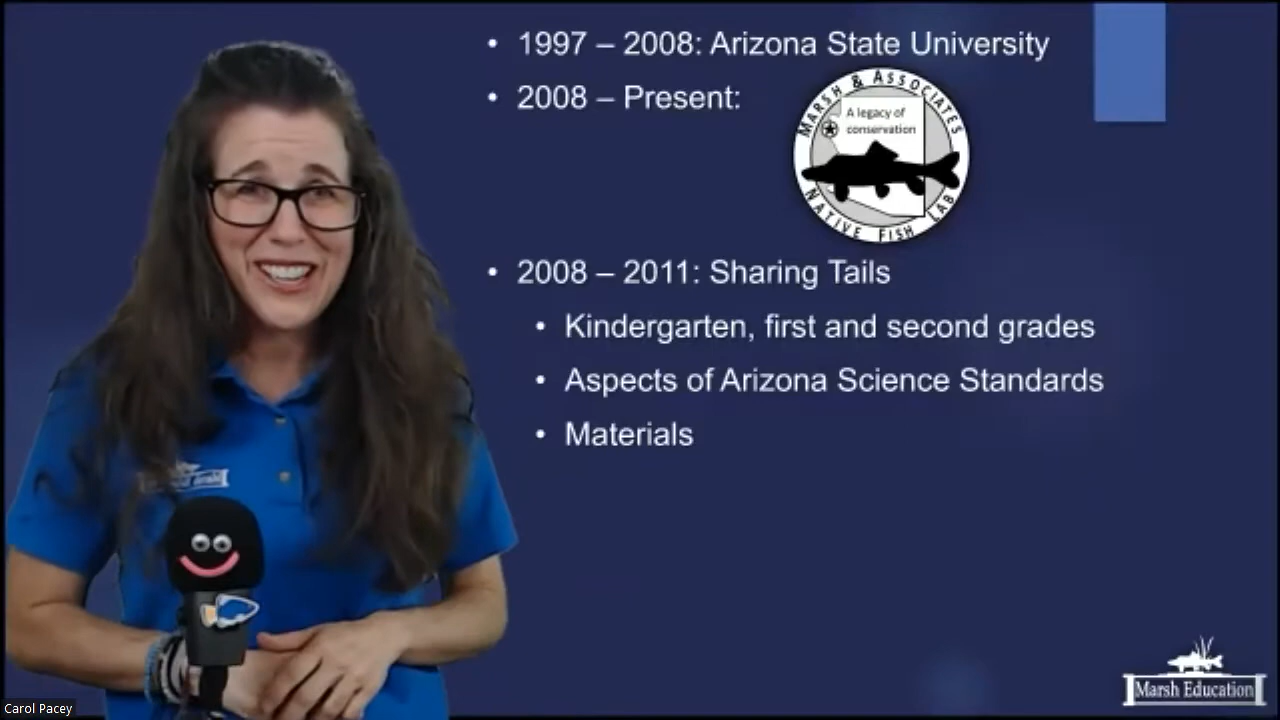 • 1997 – 2008: Arizona State University
• 2008 – Present:
MARSH & ASSOCIATES
A legacy of
conservation
NATIVE FISH LAB
• 2008 – 2011: Sharing Tails
• Kindergarten, first and second grades
• Aspects of Arizona Science Standards
• Materials
Carol Pacey
Marsh Education